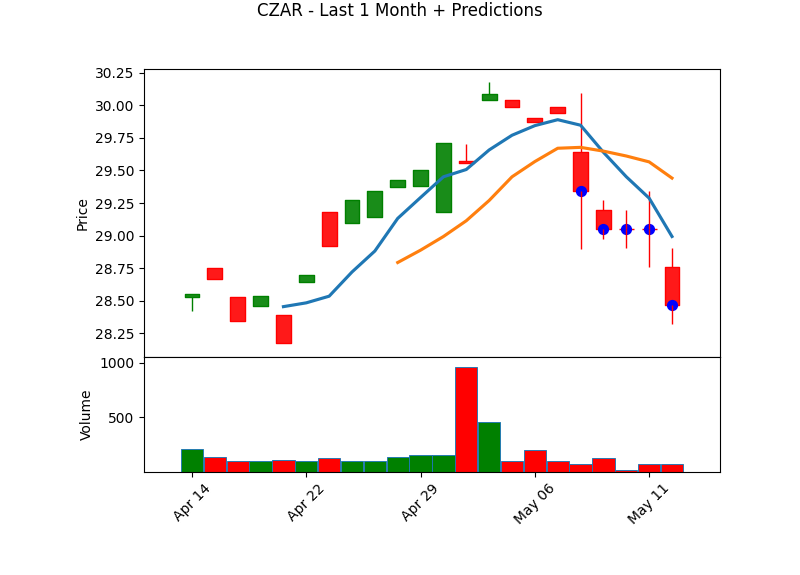 CZAR - Last 1 Month + Predictions
30.25
30.00
29.75
29.50
29.25
29.00
28.75
28.50
28.25
Price
1000
500
Volume
Apr 14
Apr 22
Apr 29
May 06
May 11